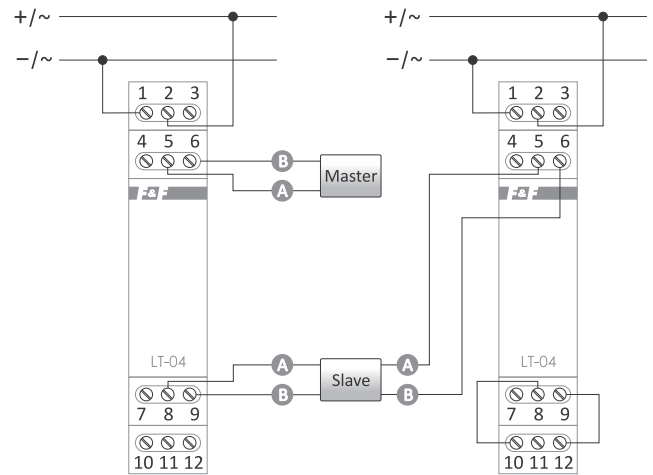 +/~
+/~
−/~
−/~
1 2 3
1 2 3
4 5 6
4 5 6
B
Master
A
F&F
F&F
LT-04
LT-04
A
A
Slave
B
B
7 8 9
7 8 9
10 11 12
10 11 12